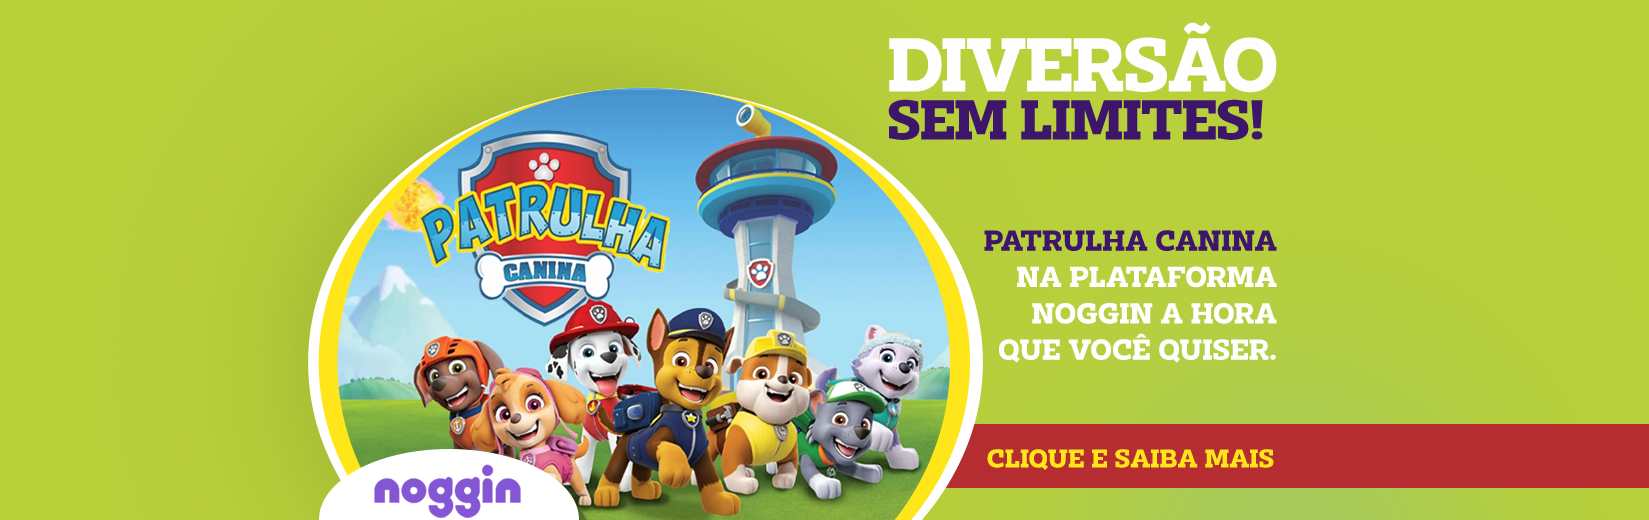 DIVERSÃO
SEM LIMITES!
PATRULHA
CANINA
PATRULHA CANINA
NA PLATAFORMA
NOGGIN A HORA
QUE VOCÊ QUISER.
CLIQUE E SAIBA MAIS
noggin